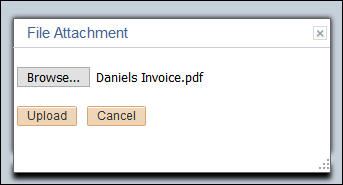 File Attachment
Browse... Daniels Invoice.pdf
Upload Cancel